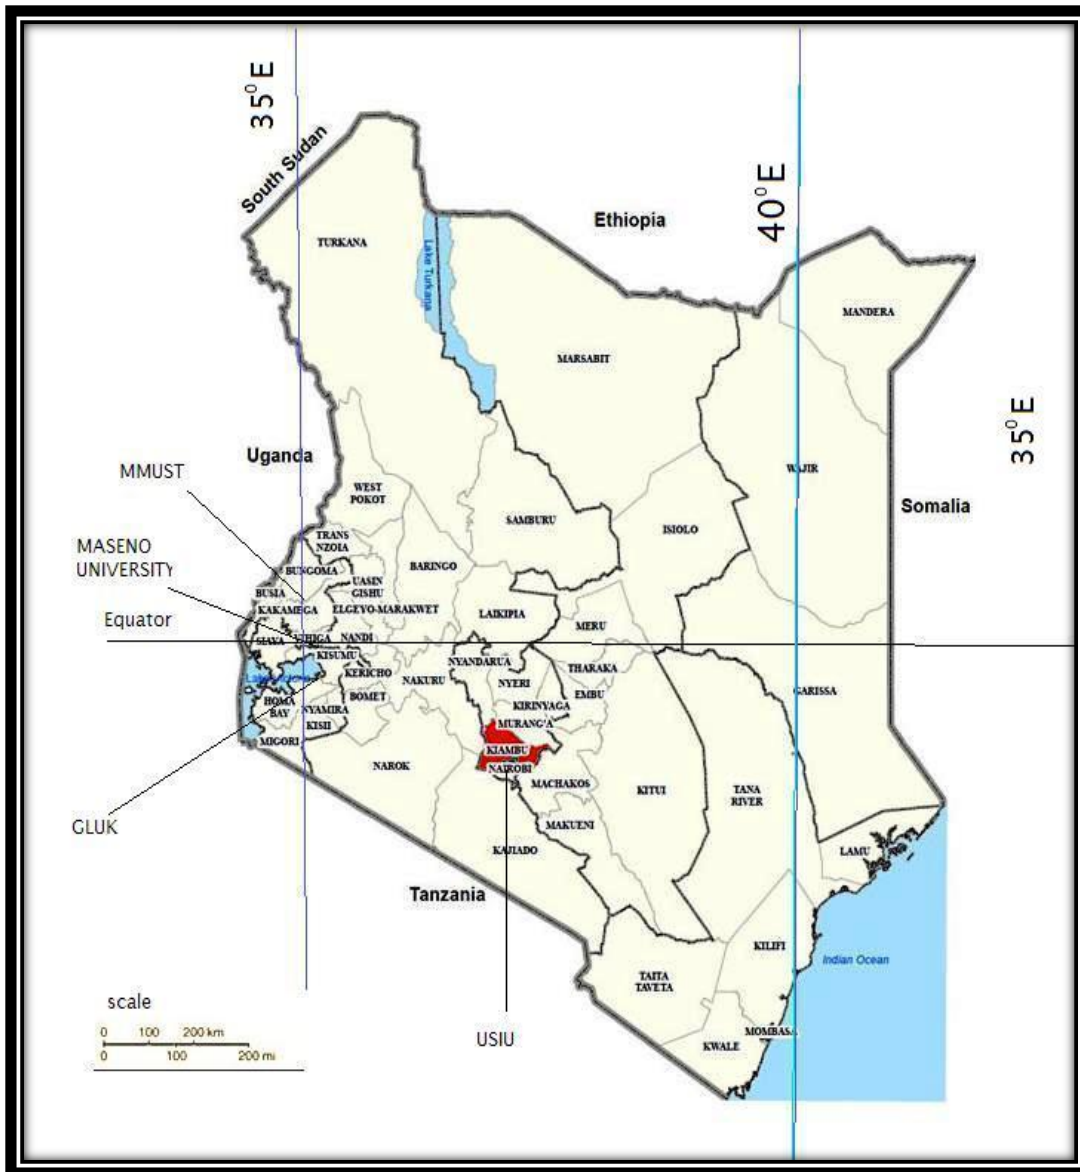 35⁰E
South Sudan
Ethiopia
40⁰E
TURKANA
Lake Turkana
MANDERA
MARSABIT
35⁰E
Uganda
WAJIR
MMUST
WEST
POKOT
Somalia
SAMBURU
ISIOLO
TRANS
NZOIA
MASENO
UNIVERSITY
BUNGOMA
BARINGO
UASIN
GISHU
BUSIA
KAKAMEGA
ELGEYO-MARAKWET
LAIKIPIA
Equator
MERU
SIAYA
VIHIGA
NANDI
KISUMU
NYANDARUA
THARAKA
KERICHO
NAKURU
NYERI
GARISSA
HOMA
BAY
BOMET
EMBU
NYAMIRA
KIRINYAGA
KISII
MURANG'A
MIGORI
KIAMBU
NAROK
NAIROBI
MACHAKOS
KITUI
TANA
RIVER
GLUK
MAKUENI
KAJIADO
LAMU
Tanzania
KILIFI
Indian Ocean
TAITA
TAVETA
scale
0 100 200 km
0 100 200 mi
USIU
MOMBASA
KWALE